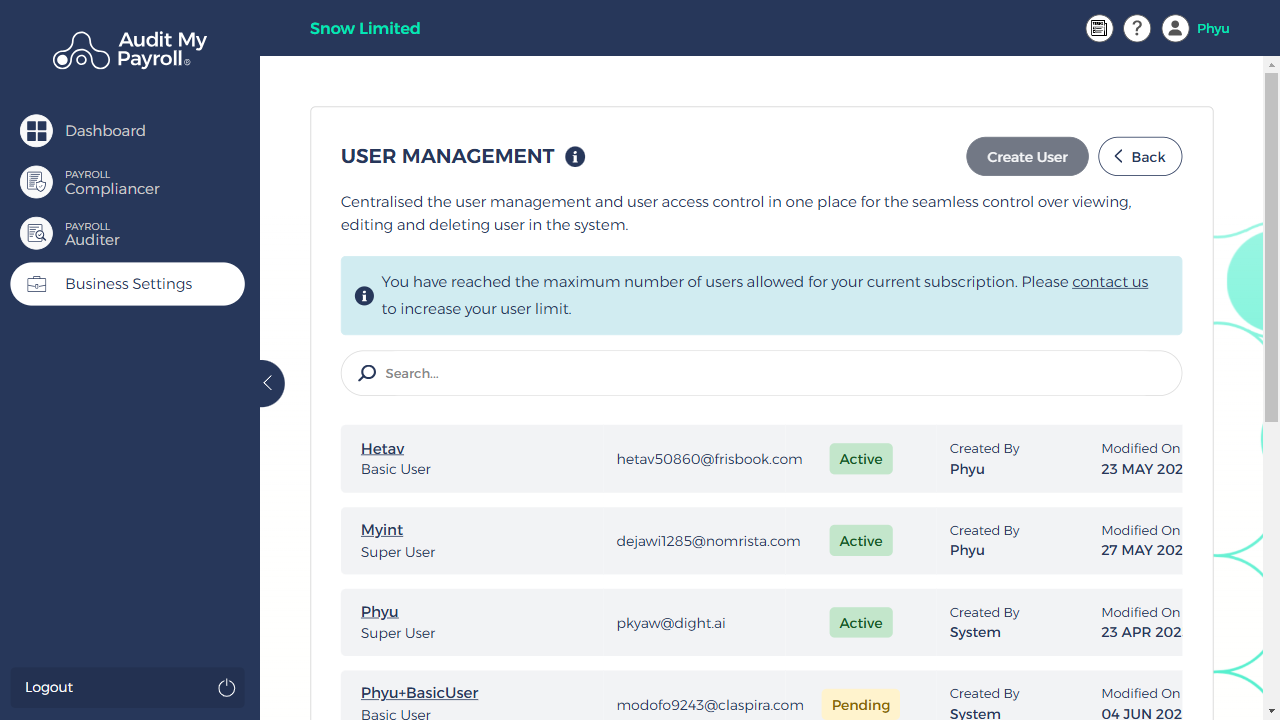 Audit My
Payroll®
Snow Limited
?
Phyu
Dashboard
PAYROLL
Compliancer
PAYROLL
Auditer
Business Settings
Logout
USER MANAGEMENT
Create User
Back
Centralised the user management and user access control in one place for the seamless control over viewing,
editing and deleting user in the system.
You have reached the maximum number of users allowed for your current subscription. Please contact us
to increase your user limit.
Search...
Hetav
Basic User
hetav50860@frisbook.com
Active
Created By
Phyu
Modified On
23 MAY 202
Myint
Super User
dejawi1285@nomrista.com
Active
Created By
Phyu
Modified On
27 MAY 202
Phyu
Super User
pkyaw@dight.ai
Active
Created By
System
Modified On
23 APR 202
Phyu+BasicUser
Basic User
modofo9243@claspira.com
Pending
Created By
System
Modified On
04 JUN 202